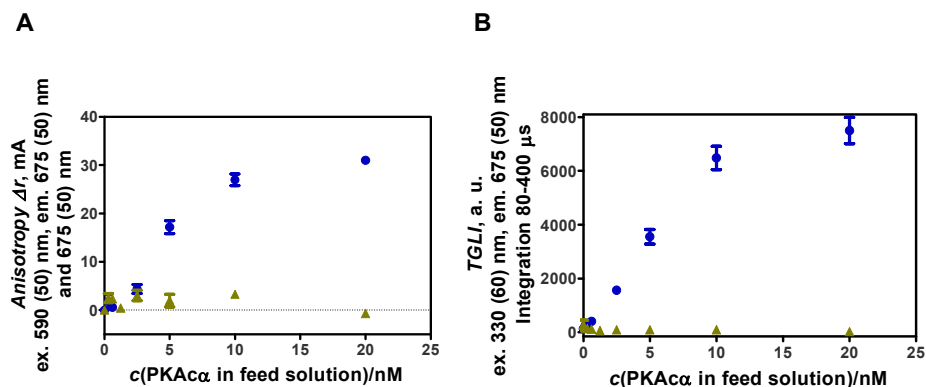 A
B
Anisotropy Δr, mA
ex. 590 (50) nm, em. 675 (50) nm
and 675 (50) nm
40
30
20
10
0
0
5
10
15
20
25
c(PKAcα in feed solution)/nM
TGLI, a. u.
ex. 330 (60) nm, em. 675 (50) nm
Integration 80-400 µs
8000
6000
4000
2000
0
0
5
10
15
20
25
c(PKAcα in feed solution)/nM